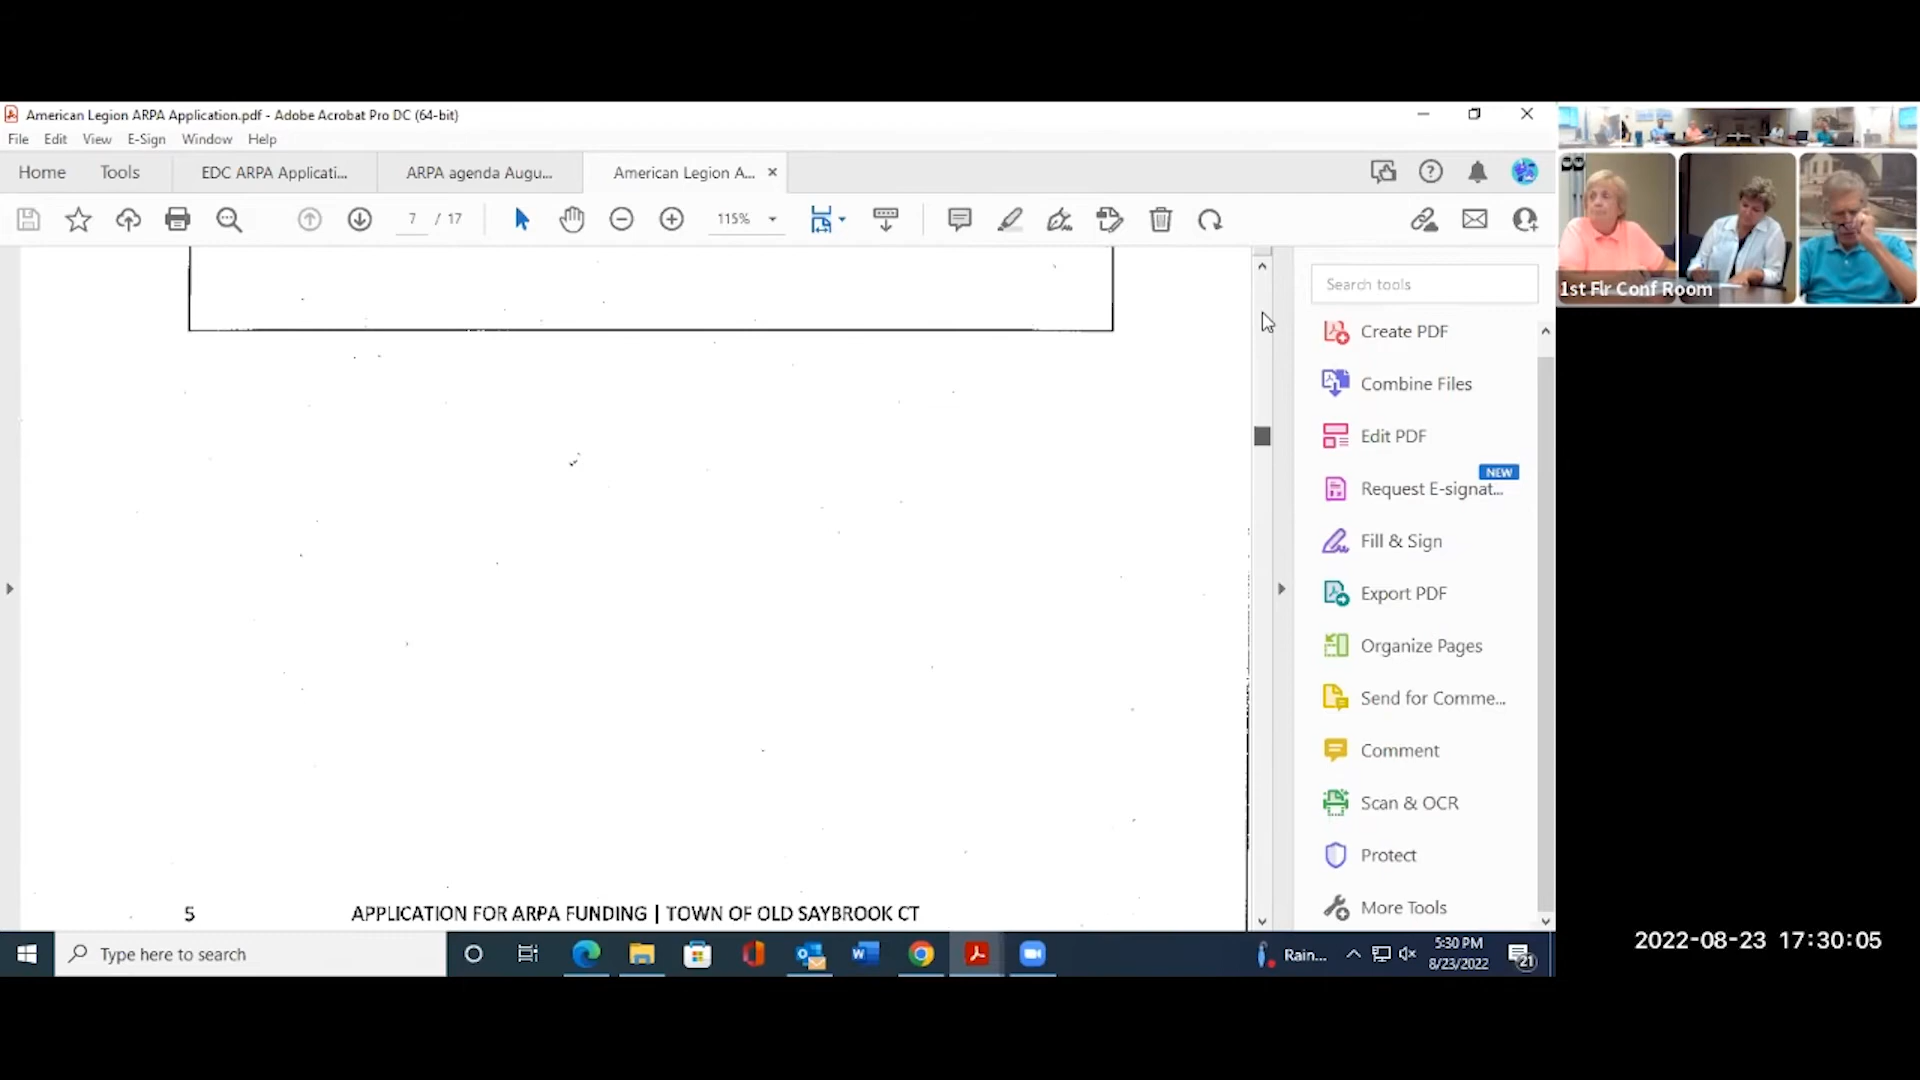 American Legion ARPA Application.pdf - Adobe Acrobat Pro DC (64-bit)
File Edit View E-Sign Window Help
Home Tools EDC ARPA Applicati... ARPA agenda Augu... American Legion A...
7 / 17 115%
Search tools
Create PDF
Combine Files
Edit PDF
NEW
Request E-signat...
Fill & Sign
Export PDF
Organize Pages
Send for Comme...
Comment
Scan & OCR
Protect
More Tools
1st Flr Conf Room
5 APPLICATION FOR ARPA FUNDING | TOWN OF OLD SAYBROOK CT
2022-08-23 17:30:05
Type here to search
Rain...
5:30 PM
8/23/2022
21